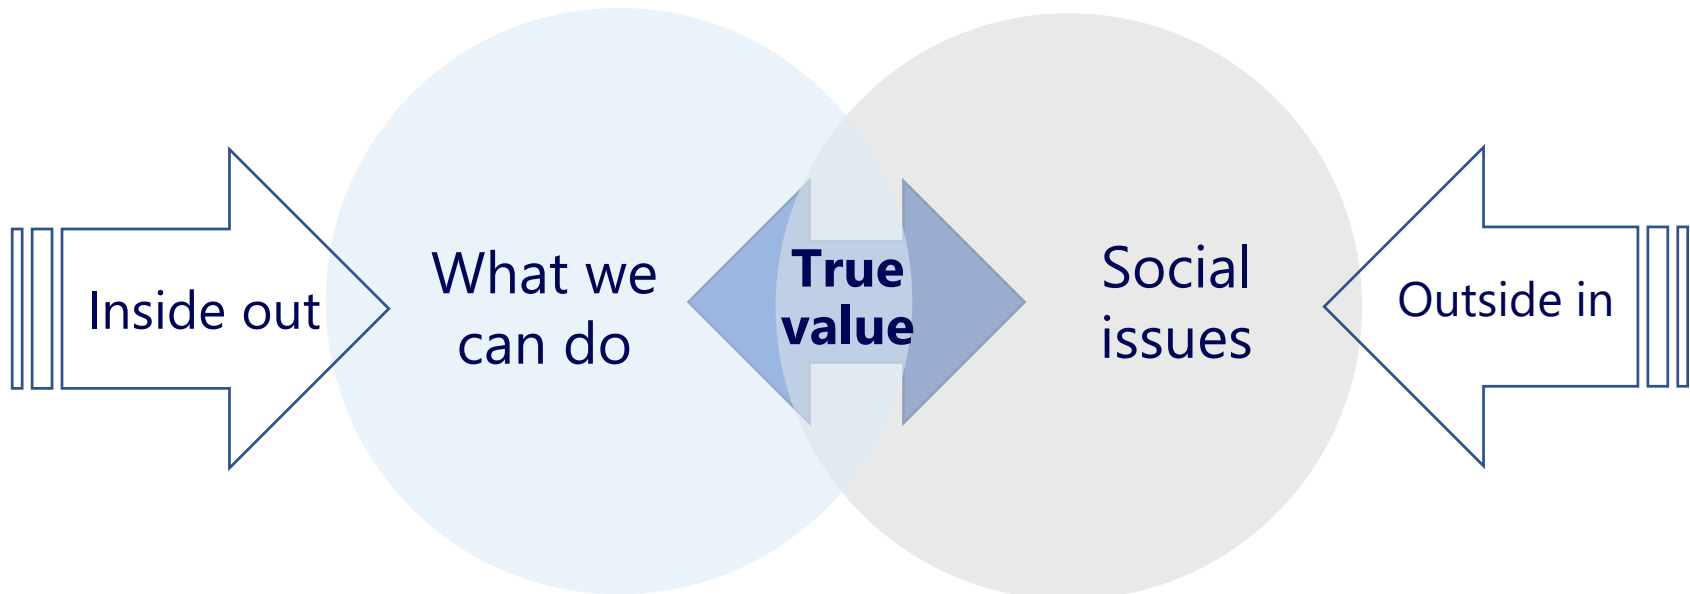 Inside out
What we
can do
True
value
Social
issues
Outside in